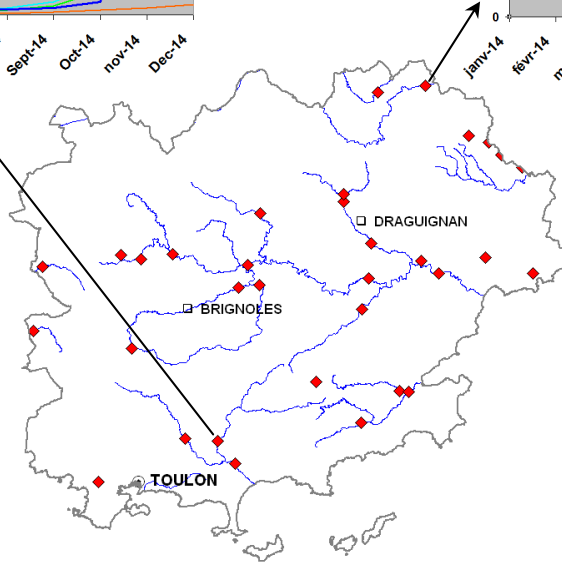 0
Sept-14
Oct-14
nov-14
Dec-14
janv-14
févr-14
DRAGUIGNAN
BRIGNOLES
TOULON